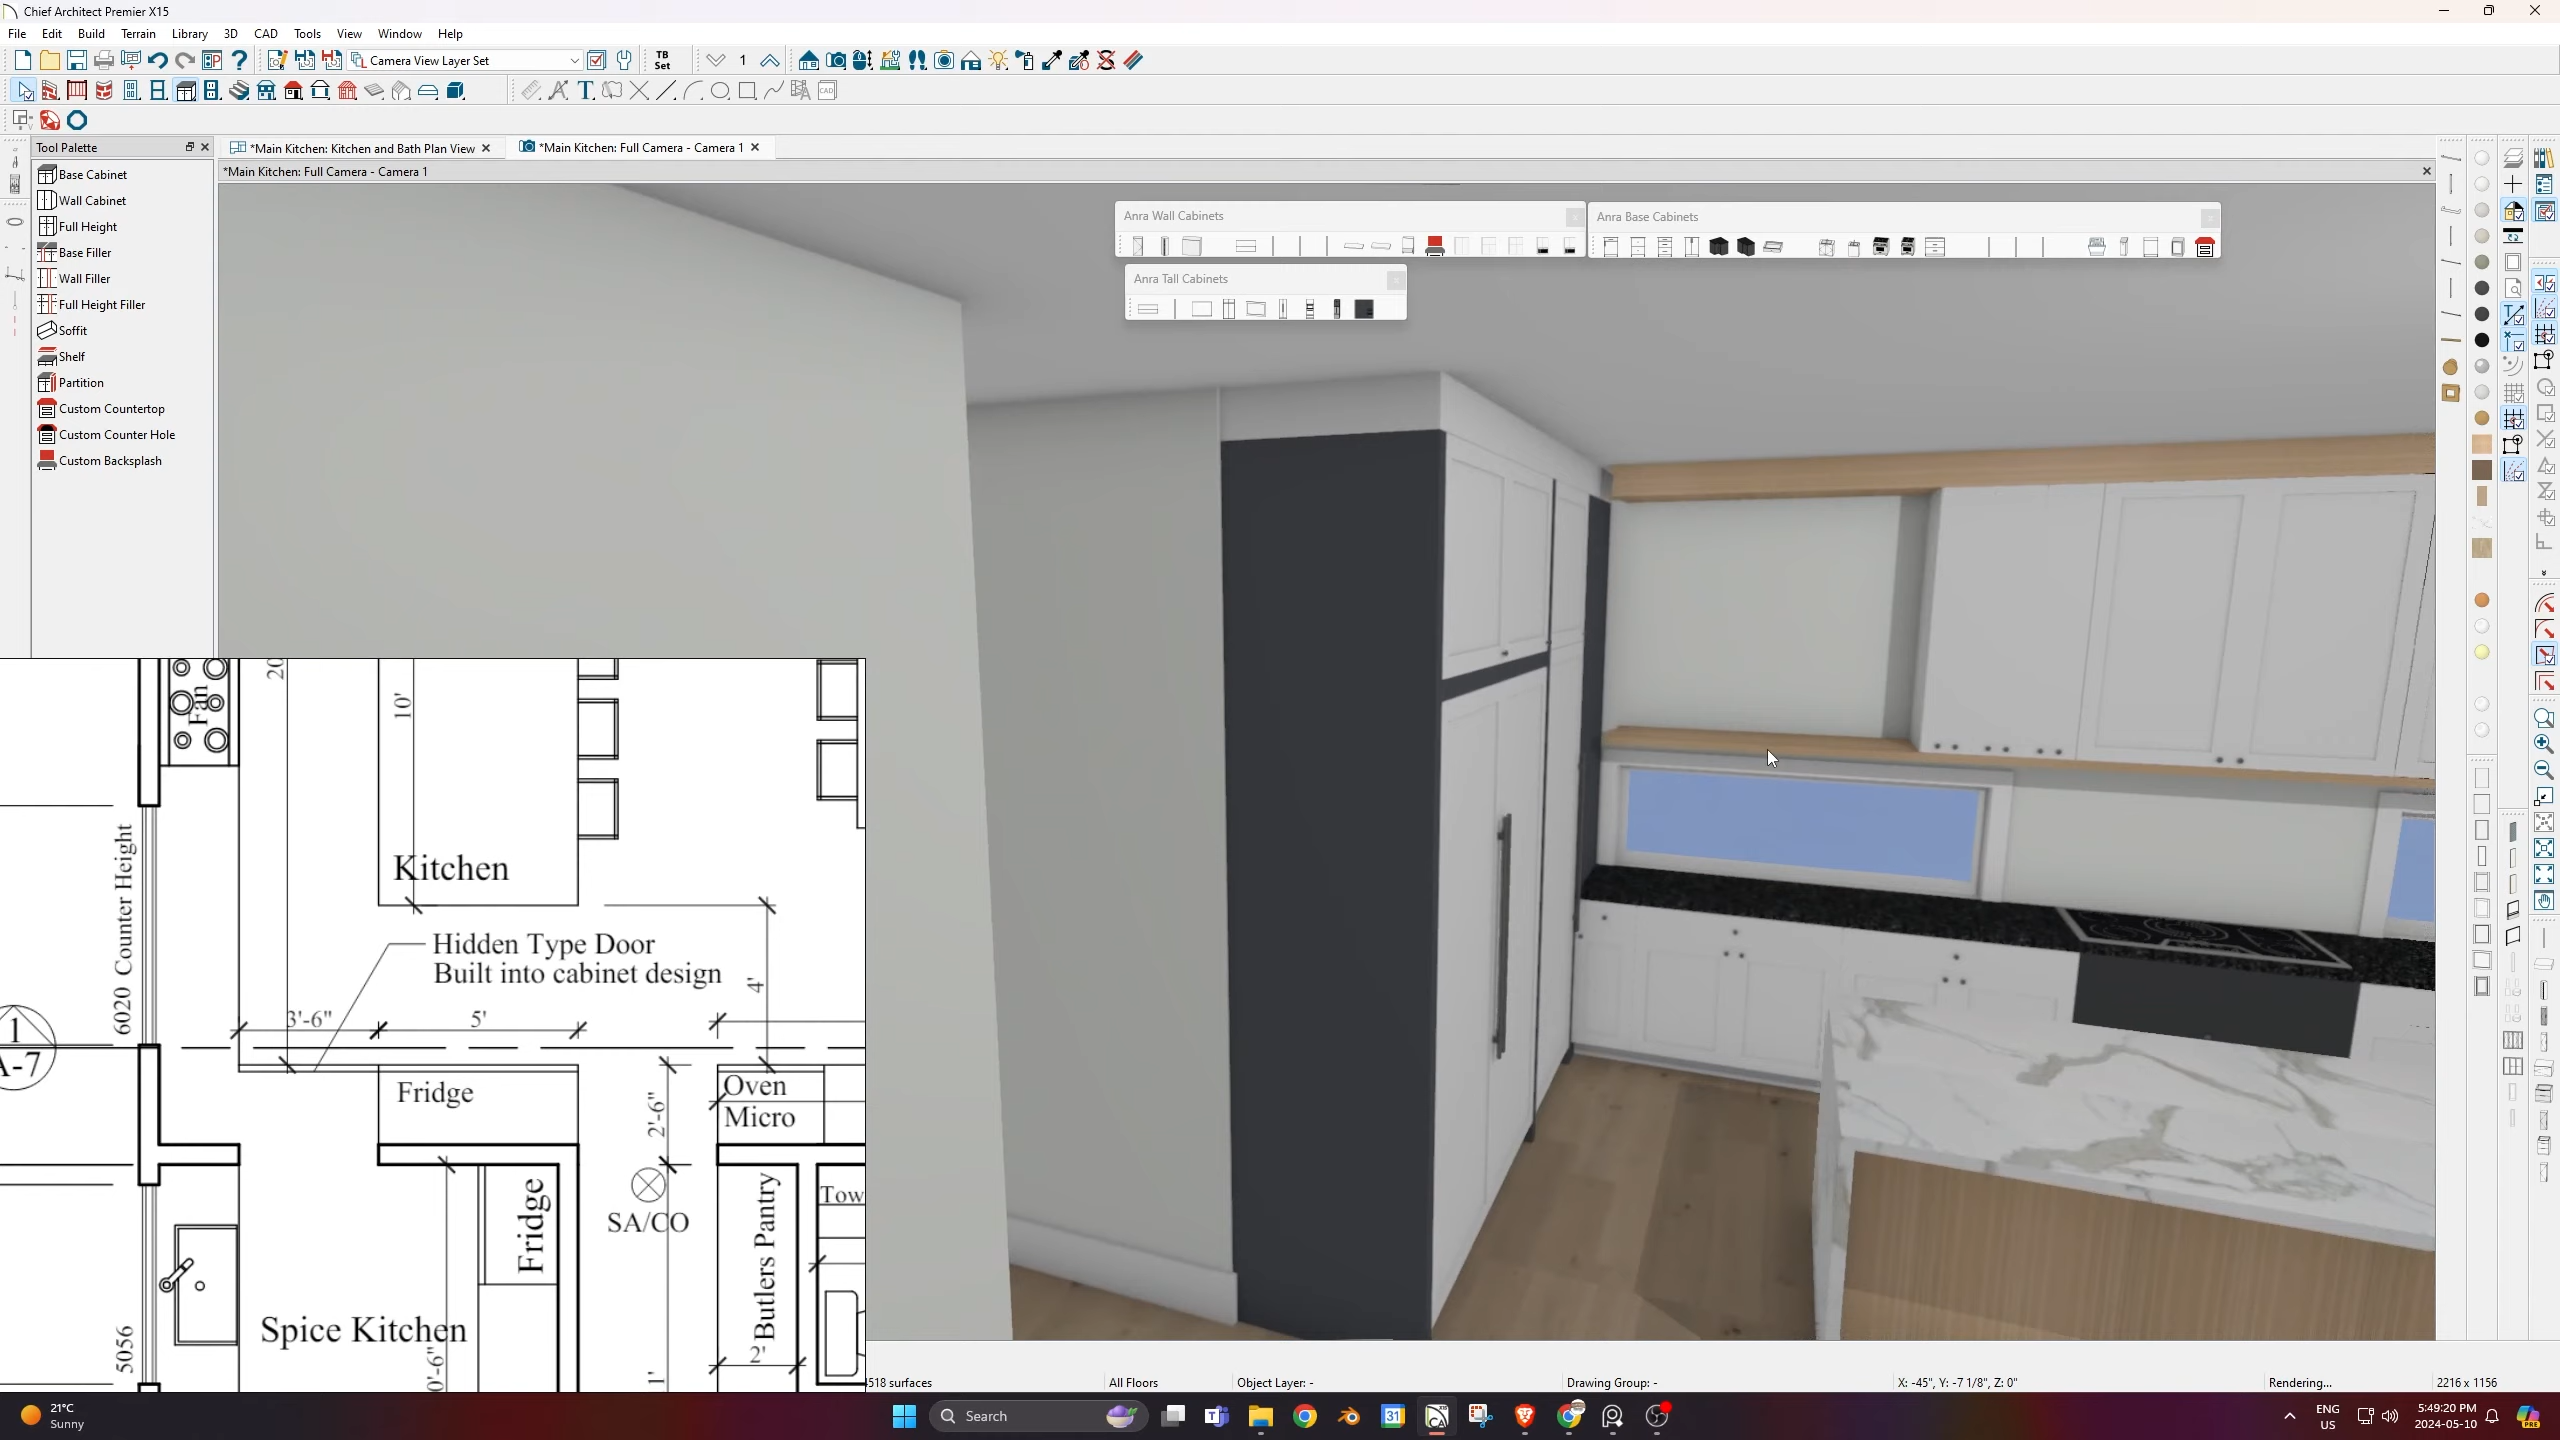 Chief Architect Premier X15
File Edit Build Terrain Library 3D CAD Tools View Window Help
Camera View Layer Set
TB
Set
1
CAD
Tool Palette
*Main Kitchen: Kitchen and Bath Plan View
*Main Kitchen: Full Camera - Camera 1
*Main Kitchen: Full Camera - Camera 1
Base Cabinet
Wall Cabinet
Full Height
Base Filler
Wall Filler
Full Height Filler
Soffit
Shelf
Partition
Custom Countertop
Custom Counter Hole
Custom Backsplash
Anra Wall Cabinets
Anra Base Cabinets
Anra Tall Cabinets
Fan
20
10'
6020 Counter Height
Kitchen
Hidden Type Door
Built into cabinet design
4'
3'-6"
5'
1
A-7
Fridge
2'-6"
Oven
Micro
SA/CO
Fridge
Butlers Pantry
Tow
Spice Kitchen
5056
0'-6"
1'
2'
518 surfaces
All Floors
Object Layer: -
Drawing Group: -
X: -45", Y: -7 1/8", Z: 0"
Rendering...
2216 x 1156
21°C
Sunny
Search
31
ENG
US
5:49:20 PM
2024-05-10
PRE